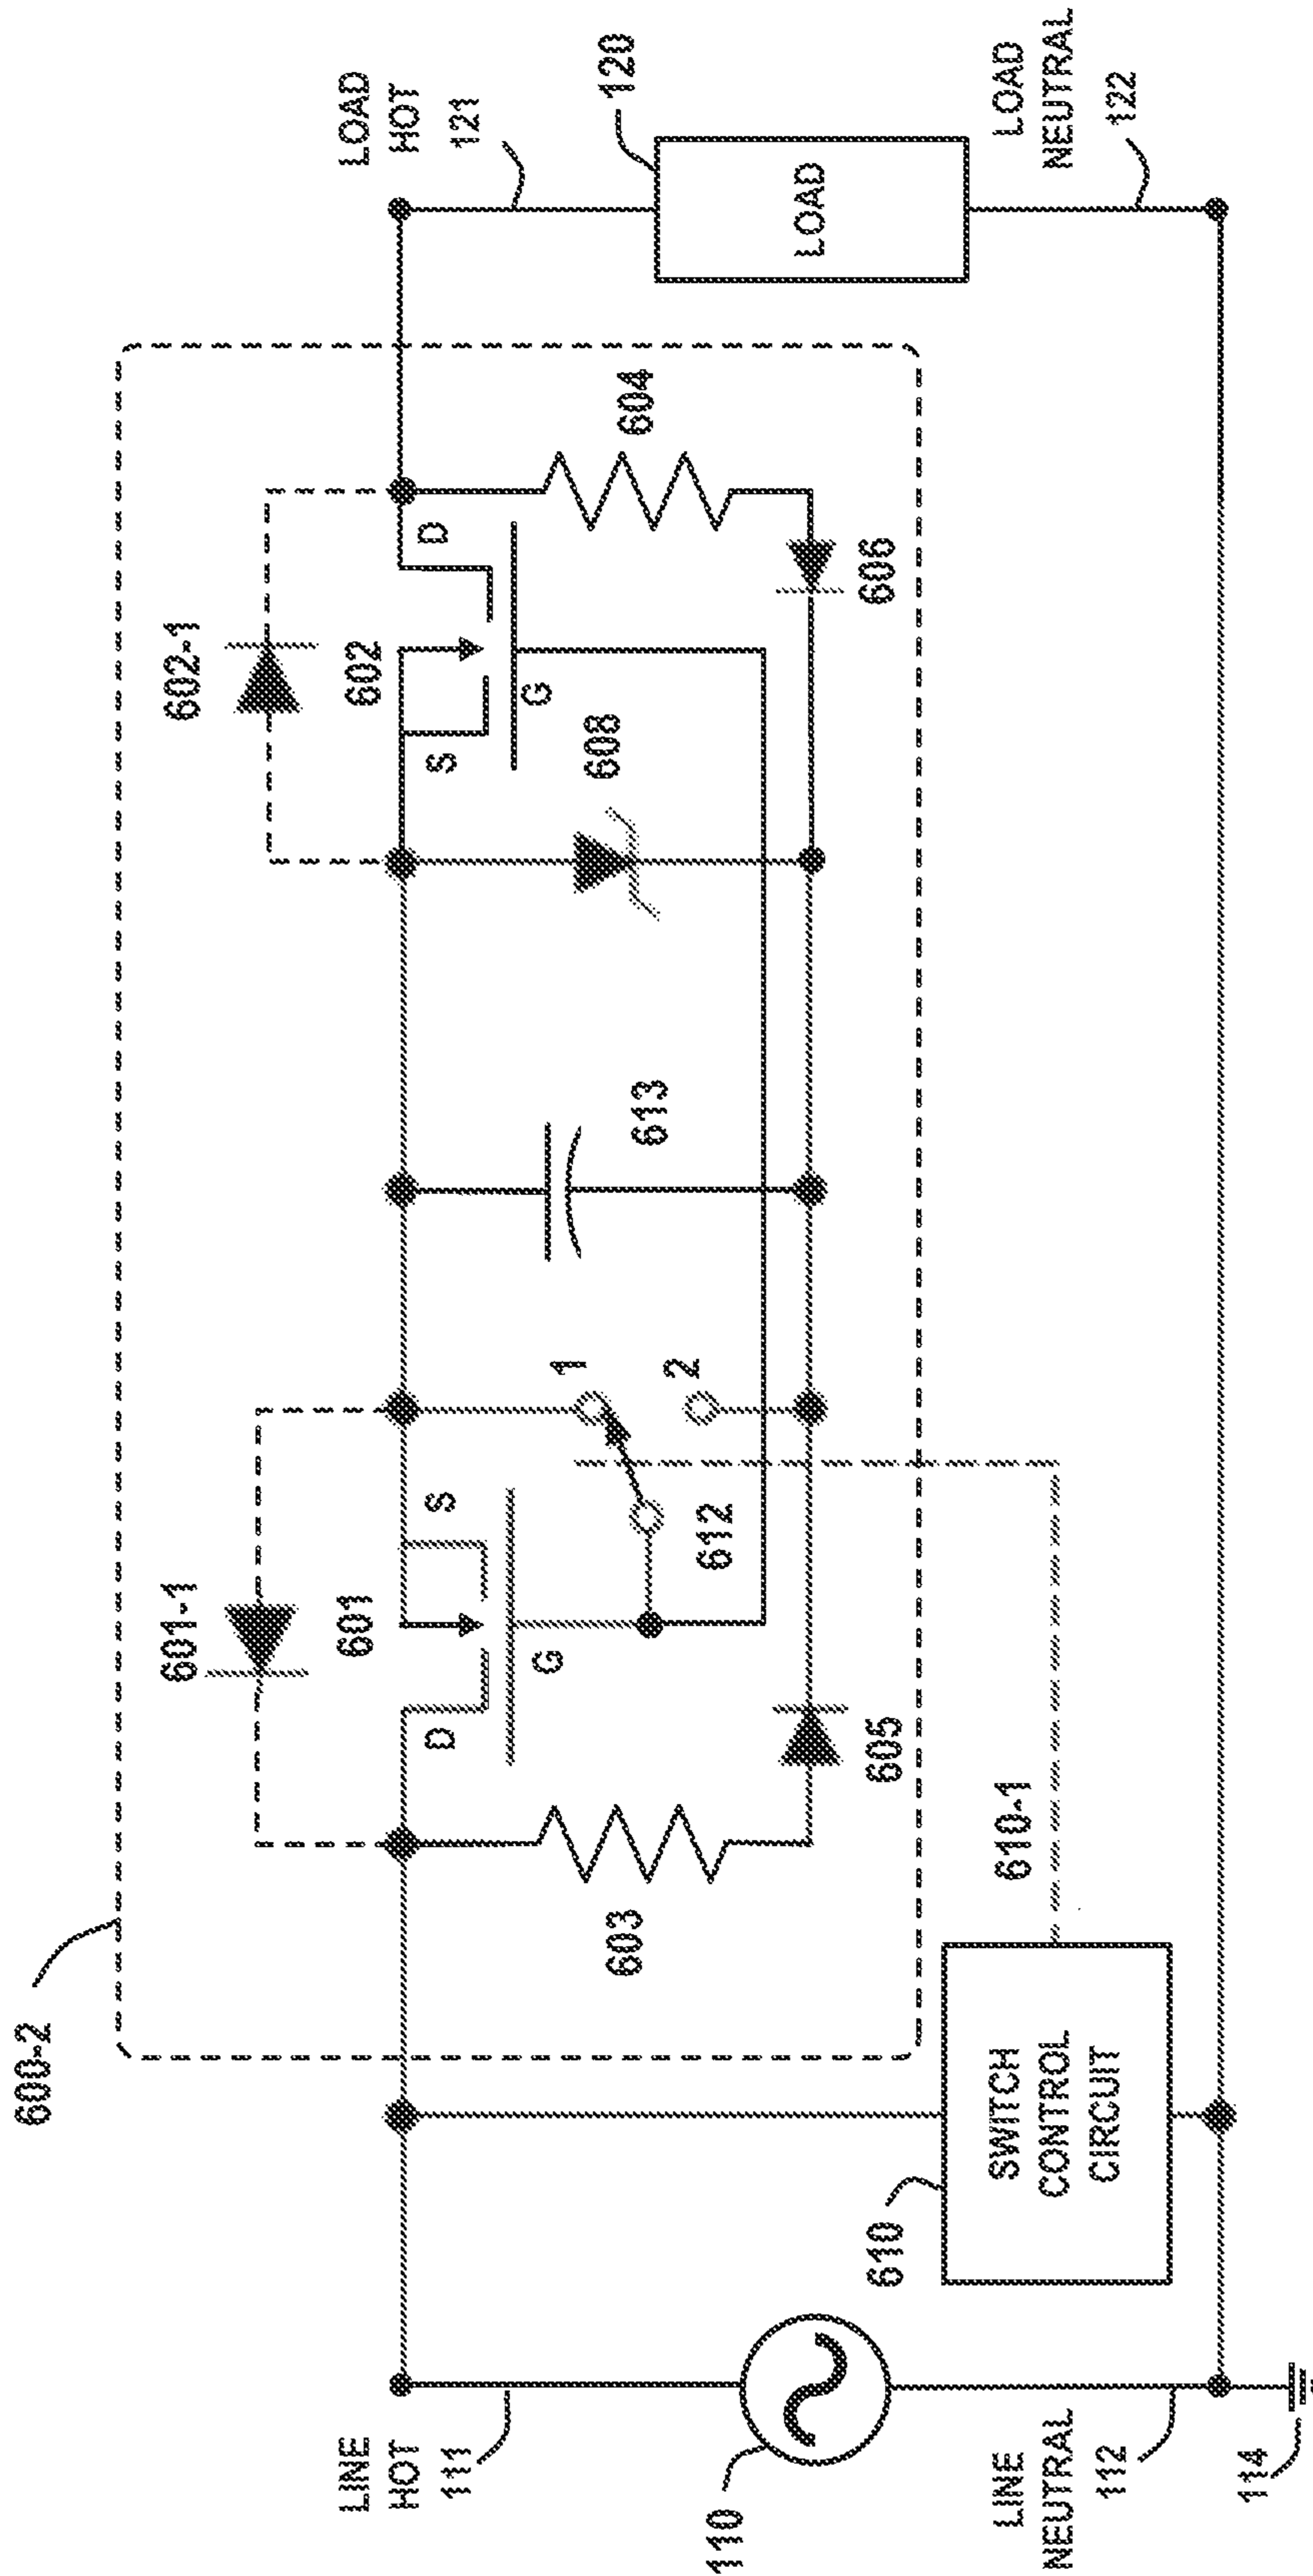 600-2
601-1
602-1
LINE
HOT
111
601
D
S
G
602
S
D
G
LOAD
HOT
121
603
605
612
1
2
613
608
604
606
120
LOAD
110
610
SWITCH
CONTROL
CIRCUIT
610-1
LINE
NEUTRAL
112
114
LOAD
NEUTRAL
122